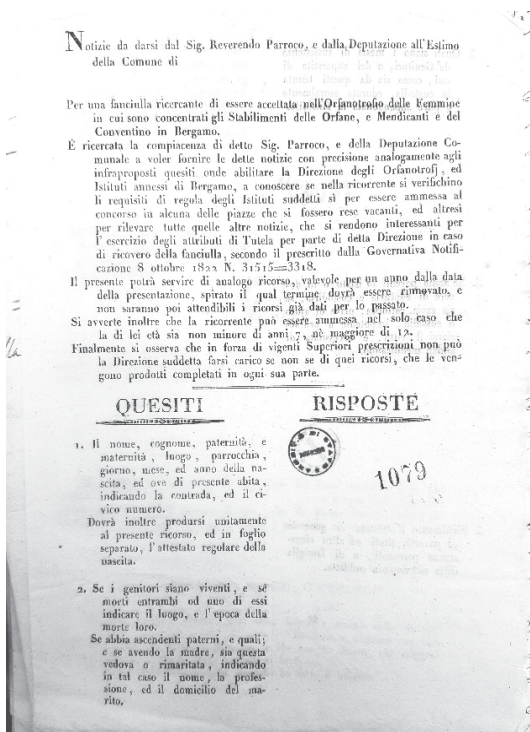 Notizie da darsi dal Sig. Reverendo Parroco, e dalla Deputazione all'Estimo
della Comune di
Per una fanciulla ricercante di essere accettata nell'Orfanotrofio delle Femmine
in cui sono concentrati gli Stabilimenti delle Orfane, e Mendicanti e del
Conventino in Bergamo.
È ricercata la compiacenza di detto Sig. Parroco, e della Deputazione Co-
munale a voler fornire le dette notizie con precisione analogamente agli
infraproposti quesiti onde abilitare la Direzione degli Orfanotrofj, ed
Istituti annessi di Bergamo, a conoscere se nella ricorrente si verifichino
li requisiti di regola degli Istituti suddetti sì per essere ammessa al
concorso in alcuna delle piazze che si fossero rese vacanti, ed altresì
per rilevare tutte quelle altre notizie, che si rendono interessanti per
l'esercizio degli attributi di Tutela per parte di detta Direzione in caso
di ricovero della fanciulla, secondo il prescritto dalla Governativa Notifi-
cazione 8 ottobre 1822 N. 31515=3318.
Il presente potrà servire di analogo ricorso, valevole per un anno dalla data
della presentazione, spirato il qual termine dovrà essere rinnovato, e
non saranno poi attendibili i ricorsi già dati per lo passato.
Si avverte inoltre che la ricorrente può essere ammessa nel solo caso che
la di lei età sia non minore di anni 7, nè maggiore di 12.
Finalmente si osserva che in forza di vigenti Superiori prescrizioni non può
la Direzione suddetta farsi carico se non se di quei ricorsi, che le ven-
gono prodotti completati in ogni sua parte.
QUESITI
RISPOSTE
1. Il nome, cognome, paternità, e
maternità, luogo, parrocchia,
giorno, mese, ed anno della na-
scita, ed ove di presente abita,
indicando la contrada, ed il ci-
vico numero.
Dovrà inoltre prodursi unitamente
al presente ricorso, ed in foglio
separato, l'attestato regolare della
nascita.
1079
2. Se i genitori siano viventi, e se
morti entrambi od uno di essi
indicare il luogo, e l'epoca della
morte loro.
Se abbia ascendenti paterni, e quali;
e se avendo la madre, sia questa
vedova o rimaritata, indicando
in tal caso il nome, la profes-
sione, ed il domicilio del ma-
rito.